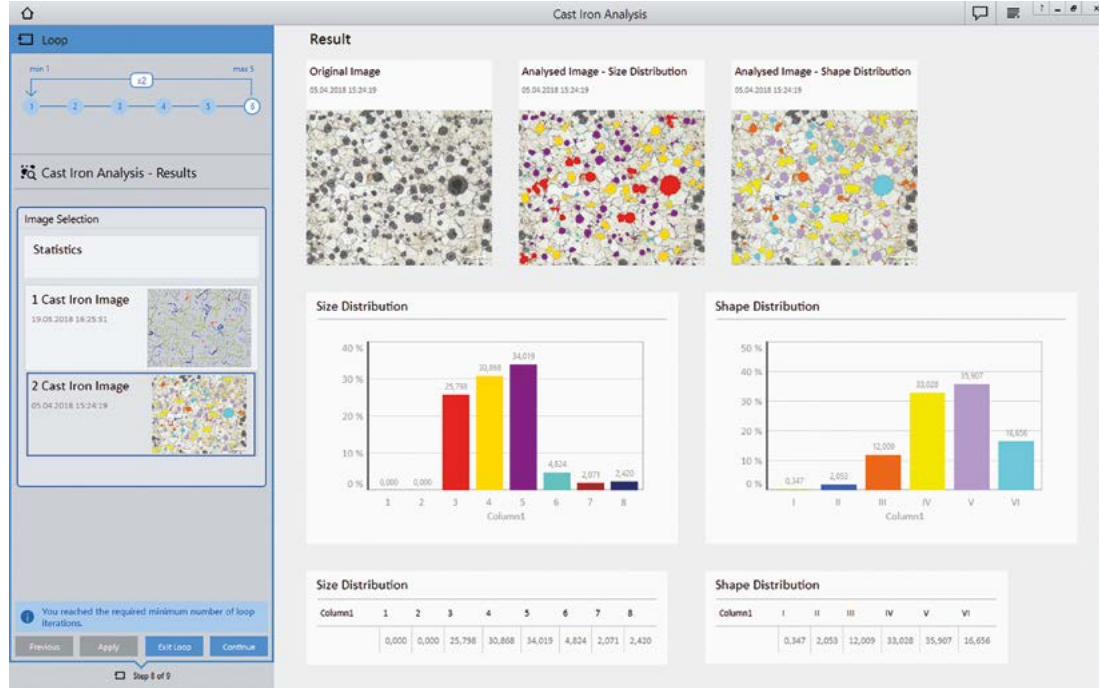 Cast Iron Analysis
?
Loop
min 1
x2
max 5
1 2 3 4 5 6
Cast Iron Analysis - Results
Image Selection
Statistics
1 Cast Iron Image
2 Cast Iron Image
05.04.2018 15:24:19
You reached the required minimum number of loop
iterations.
Previous Apply Exit Loop Continue
Step 8 of 9
Result
Original Image
05.04.2018 15:24:19
Analysed Image - Size Distribution
05.04.2018 15:24:19
Analysed Image - Shape Distribution
05.04.2018 15:24:19
Size Distribution
40 %
30 %
20 %
10 %
0 %
0,000 0,000 25,798 30,868 34,019 4,824 2,071 2,420
1 2 3 4 5 6 7 8
Column1
Shape Distribution
50 %
40 %
30 %
20 %
10 %
0 %
0,347 2,053 12,009 33,028 35,907 16,656
I II III IV V VI
Column1
Size Distribution
Column1 1 2 3 4 5 6 7 8
0,000 0,000 25,798 30,868 34,019 4,824 2,071 2,420
Shape Distribution
Column1 I II III IV V VI
0,347 2,053 12,009 33,028 35,907 16,656